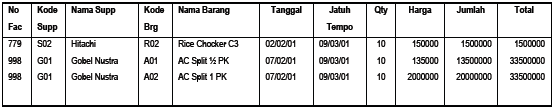 No Fac Kode Supp Nama Supp Kode Brg Nama Barang Tanggal Jatuh Tempo Qty Harga Jumlah Total
779 S02 Hitachi R02 Rice Chocker C3 02/02/01 09/03/01 10 150000 1500000 1500000
998 G01 Gobel Nustra A01 AC Split ½ PK 07/02/01 09/03/01 10 135000 13500000 33500000
998 G01 Gobel Nustra A02 AC Split 1 PK 07/02/01 09/03/01 10 2000000 20000000 33500000